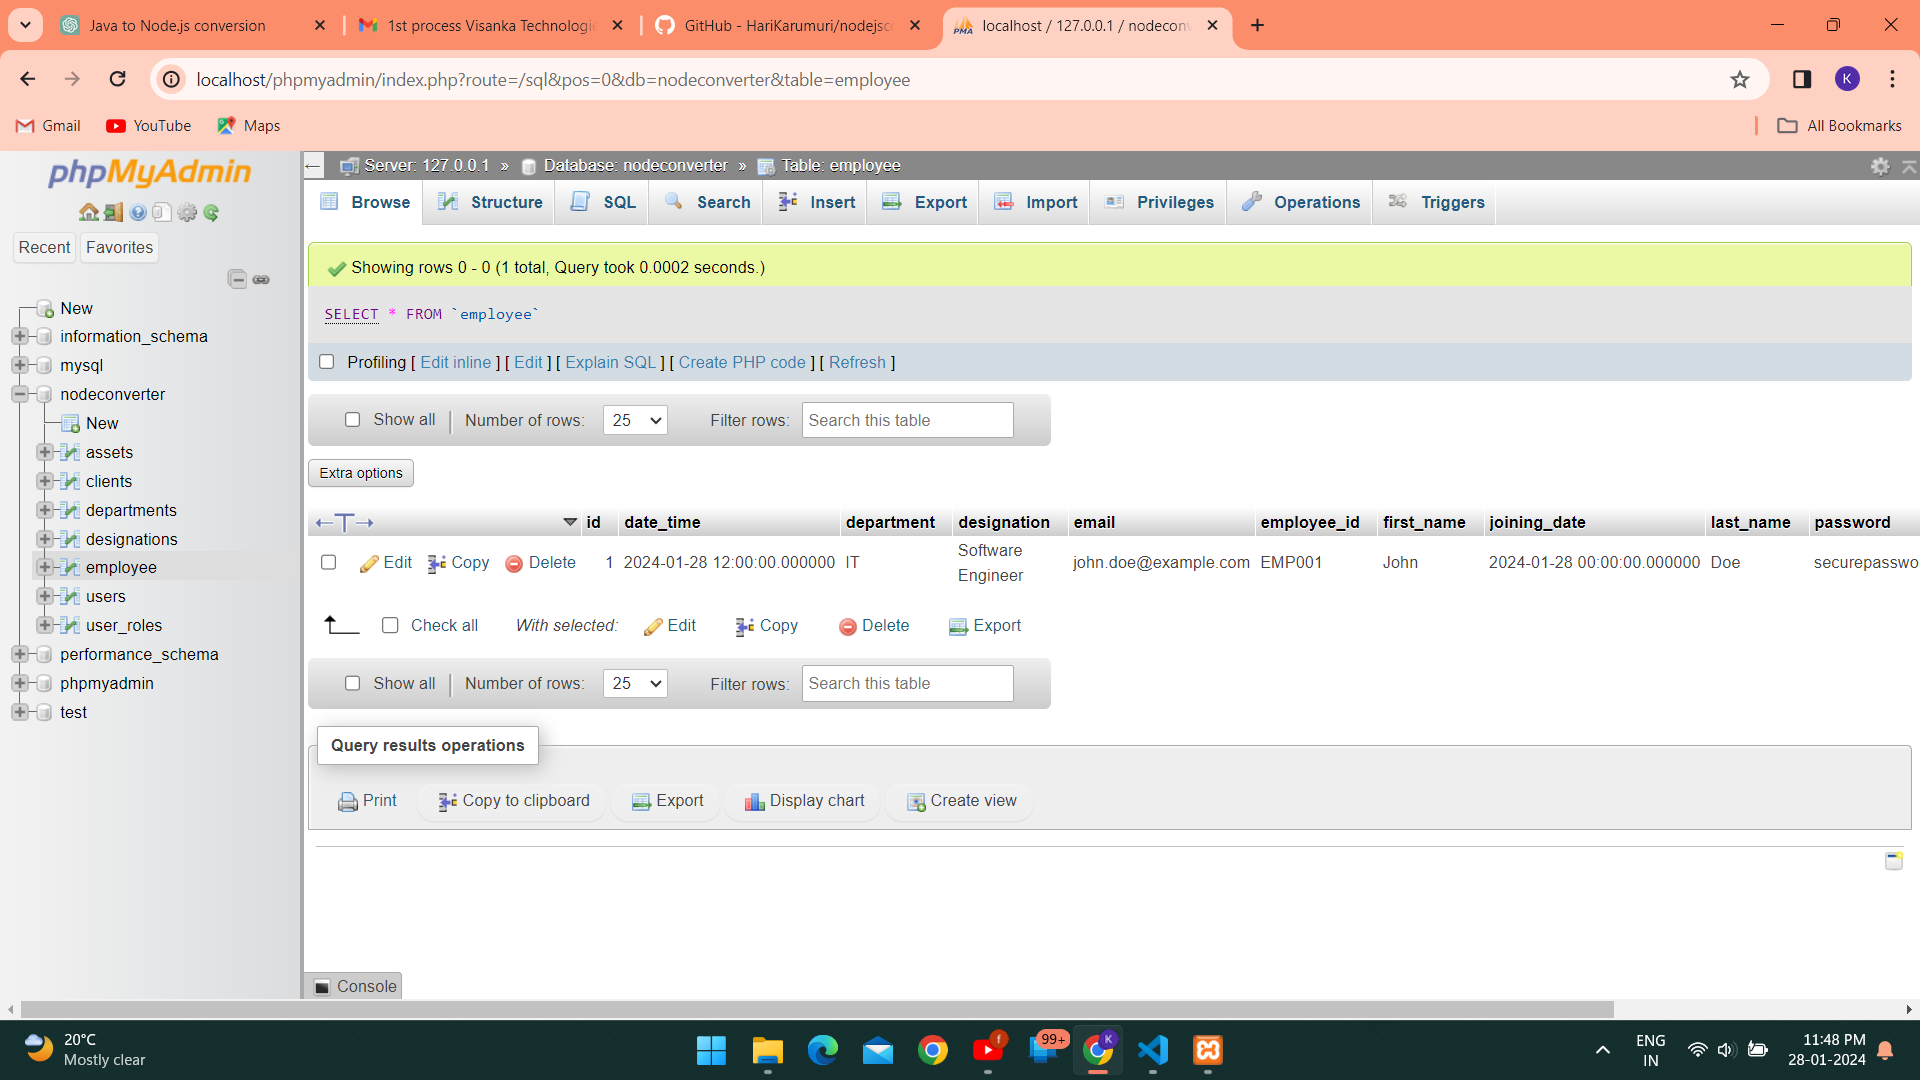 Java to Node.js conversion
1st process Visanka Technologie
GitHub - HariKarumuri/nodejsco
localhost / 127.0.0.1 / nodeconv
localhost/phpmyadmin/index.php?route=/sql&pos=0&db=nodeconverter&table=employee
K
Gmail
YouTube
Maps
All Bookmarks
phpMyAdmin
Recent
Favorites
New
information_schema
mysql
nodeconverter
New
assets
clients
departments
designations
employee
users
user_roles
performance_schema
phpmyadmin
test
Server: 127.0.0.1 » Database: nodeconverter » Table: employee
Browse
Structure
SQL
Search
Insert
Export
Import
Privileges
Operations
Triggers
Showing rows 0 - 0 (1 total, Query took 0.0002 seconds.)
SELECT * FROM `employee`
Profiling [ Edit inline ] [ Edit ] [ Explain SQL ] [ Create PHP code ] [ Refresh ]
Show all | Number of rows: 25 Filter rows: Search this table
Extra options
id date_time department designation email employee_id first_name joining_date last_name password
Edit Copy Delete 1 2024-01-28 12:00:00.000000 IT Software Engineer john.doe@example.com EMP001 John 2024-01-28 00:00:00.000000 Doe securepasswo
Check all With selected: Edit Copy Delete Export
Show all | Number of rows: 25 Filter rows: Search this table
Query results operations
Print Copy to clipboard Export Display chart Create view
Console
20°C
Mostly clear
99+
K
ENG
IN
11:48 PM
28-01-2024